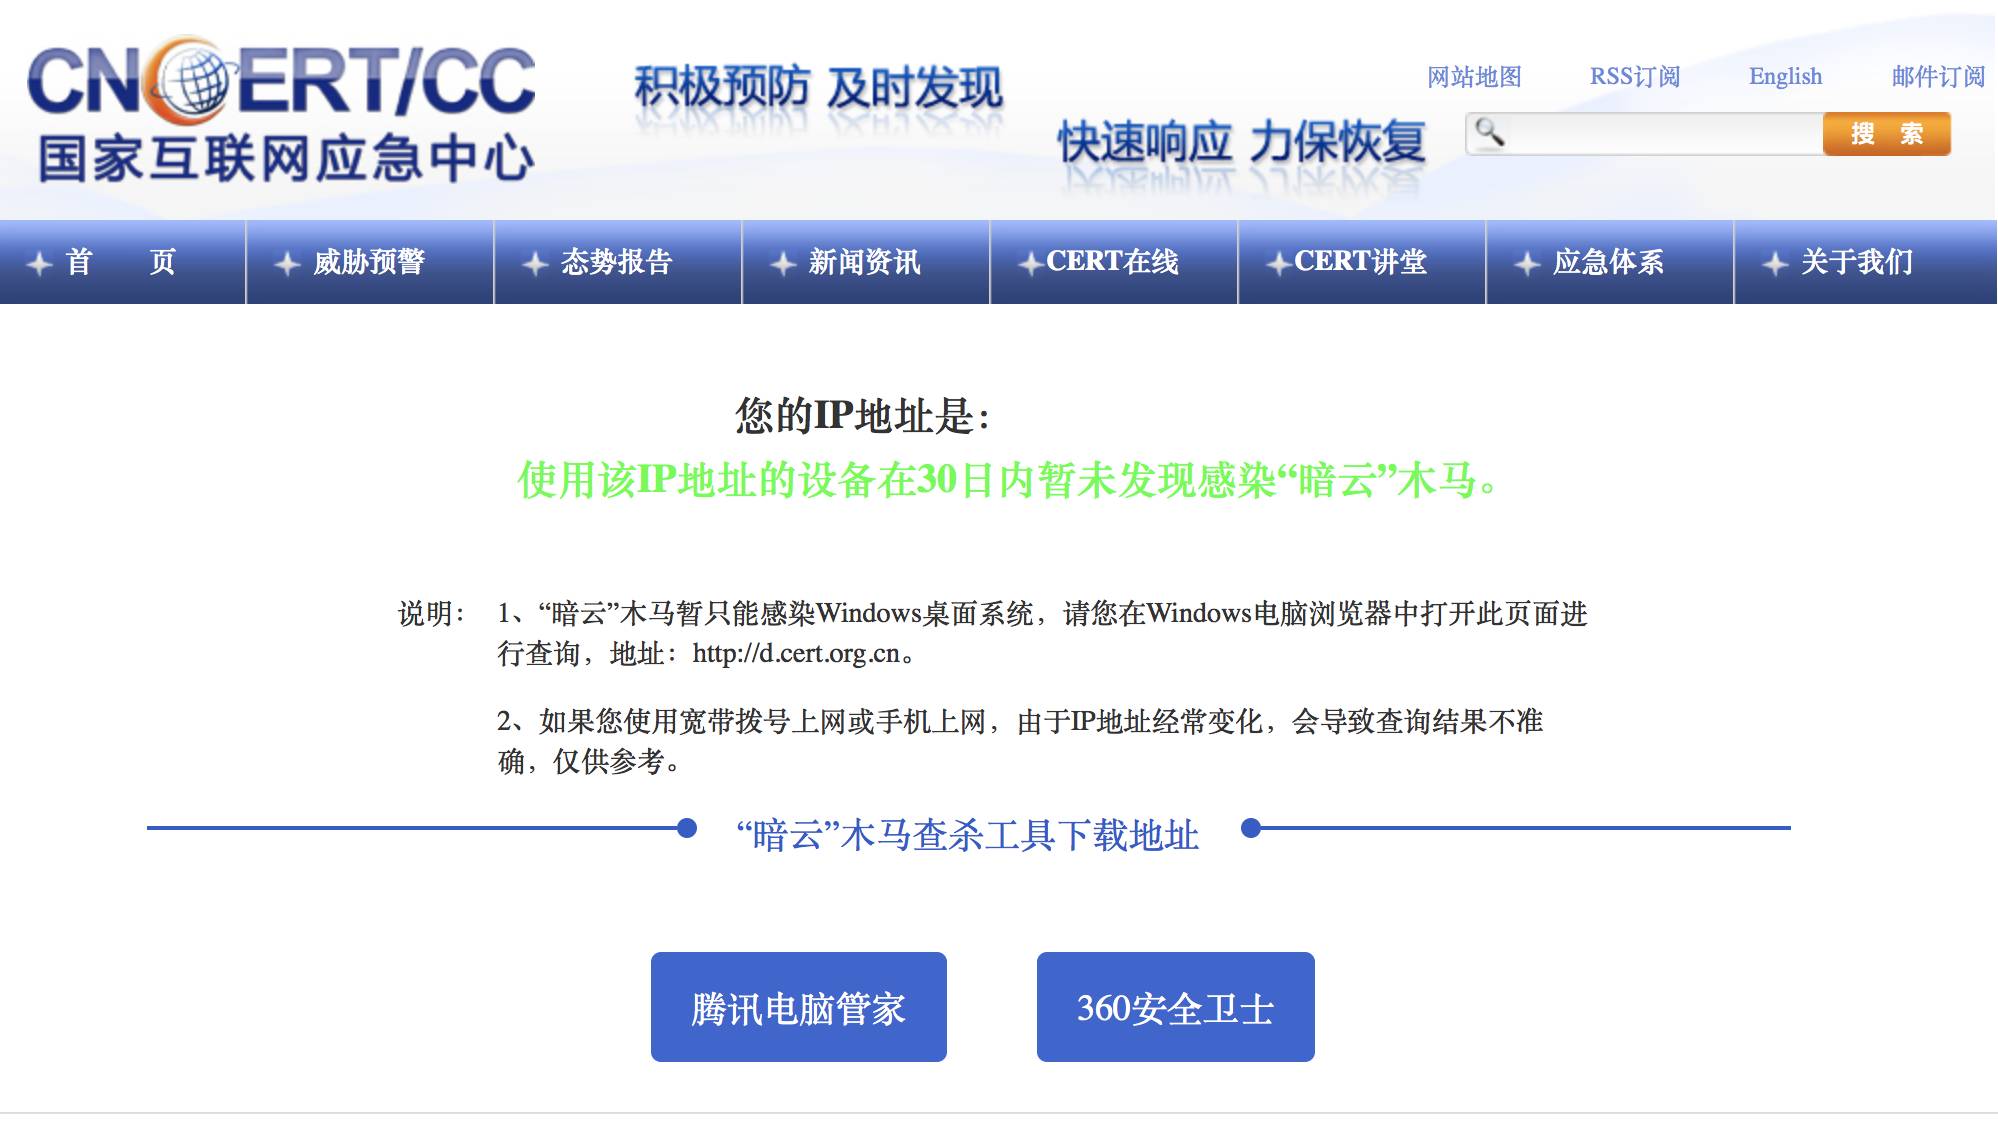 CNCERT/CC
国家互联网应急中心
积极预防 及时发现
快速响应 力保恢复
网站地图 RSS订阅 English 邮件订阅
搜 索
首 页 威胁预警 态势报告 新闻资讯 CERT在线 CERT讲堂 应急体系 关于我们
您的IP地址是：
使用该IP地址的设备在30日内暂未发现感染“暗云”木马。
说明： 1、“暗云”木马暂只能感染Windows桌面系统，请您在Windows电脑浏览器中打开此页面进
行查询，地址：http://d.cert.org.cn。
2、如果您使用宽带拨号上网或手机上网，由于IP地址经常变化，会导致查询结果不准
确，仅供参考。
“暗云”木马查杀工具下载地址
腾讯电脑管家 360安全卫士